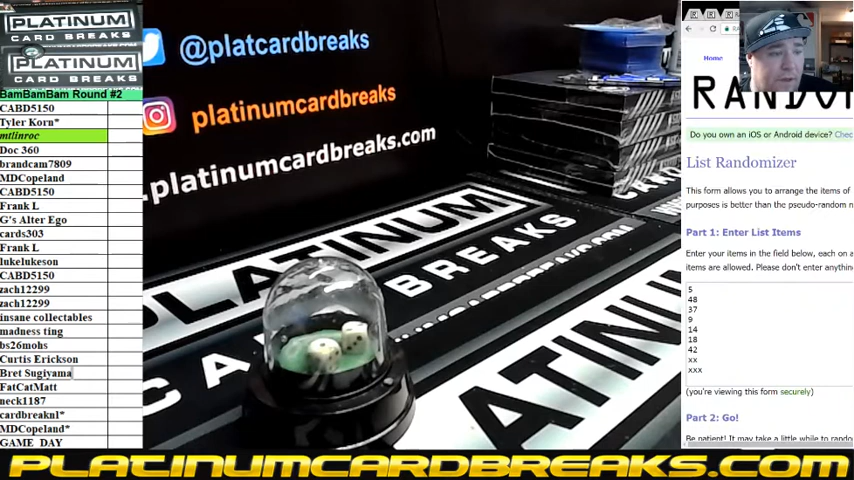 PLATINUM
CARD BREAKS
PLATINUM
CARD BREAKS
BamBamBam Round #2
CABD5150
Tyler Korn*
mtlinroc
Doc 360
brandcam7809
MDCopeland
CABD5150
Frank L
G's Alter Ego
cards303
Frank L
lukelukeson
CABD5150
zach12299
zach12299
insane collectables
madness ting
bs26mohs
Curtis Erickson
Bret Sugiyama
FatCatMatt
neck1187
cardbreaknl*
MDCopeland*
GAME DAY
@platcardbreaks
platinumcardbreaks
.platinumcardbreaks.com
PLATINUM
BREAKS
CA
ATINUM
Home
RANDO
Do you own an iOS or Android device? Chec
List Randomizer
This form allows you to arrange the items of
purposes is better than the pseudo-random n
Part 1: Enter List Items
Enter your items in the field below, each on a
items are allowed. Please don't enter anythin
5
48
37
9
14
18
42
xx
xxx
(you're viewing this form securely)
Part 2: Go!
Be patient! It may take a little while to rando
PLATINUMCARDBREAKS.COM